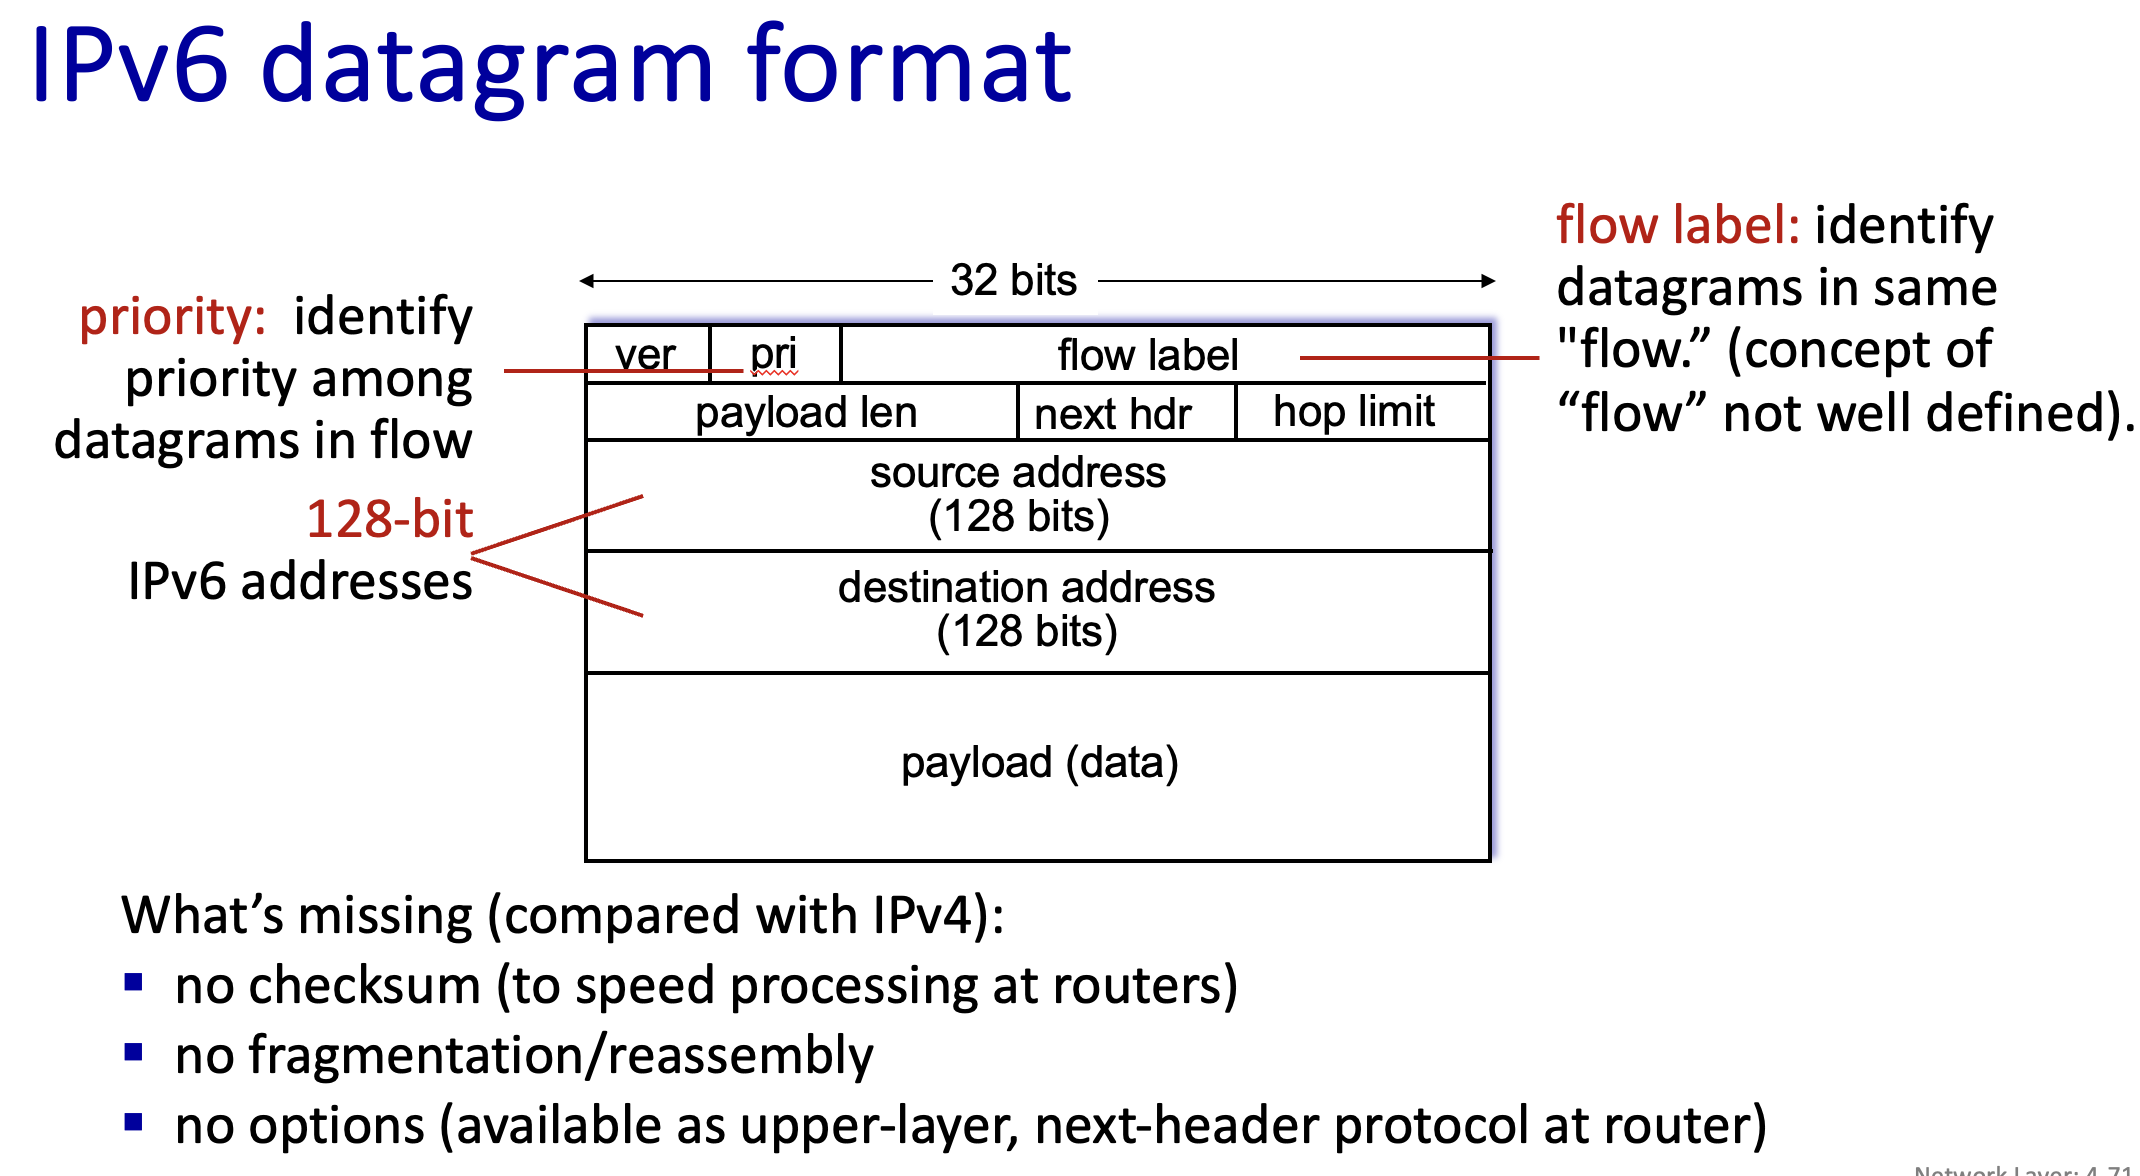 IPv6 datagram format
priority: identify
priority among
datagrams in flow
128-bit
IPv6 addresses
32 bits
ver pri flow label
payload len next hdr hop limit
source address
(128 bits)
destination address
(128 bits)
payload (data)
flow label: identify
datagrams in same
"flow.” (concept of
“flow” not well defined).
What’s missing (compared with IPv4):
▪ no checksum (to speed processing at routers)
▪ no fragmentation/reassembly
▪ no options (available as upper-layer, next-header protocol at router)
Network Layer: 4-71